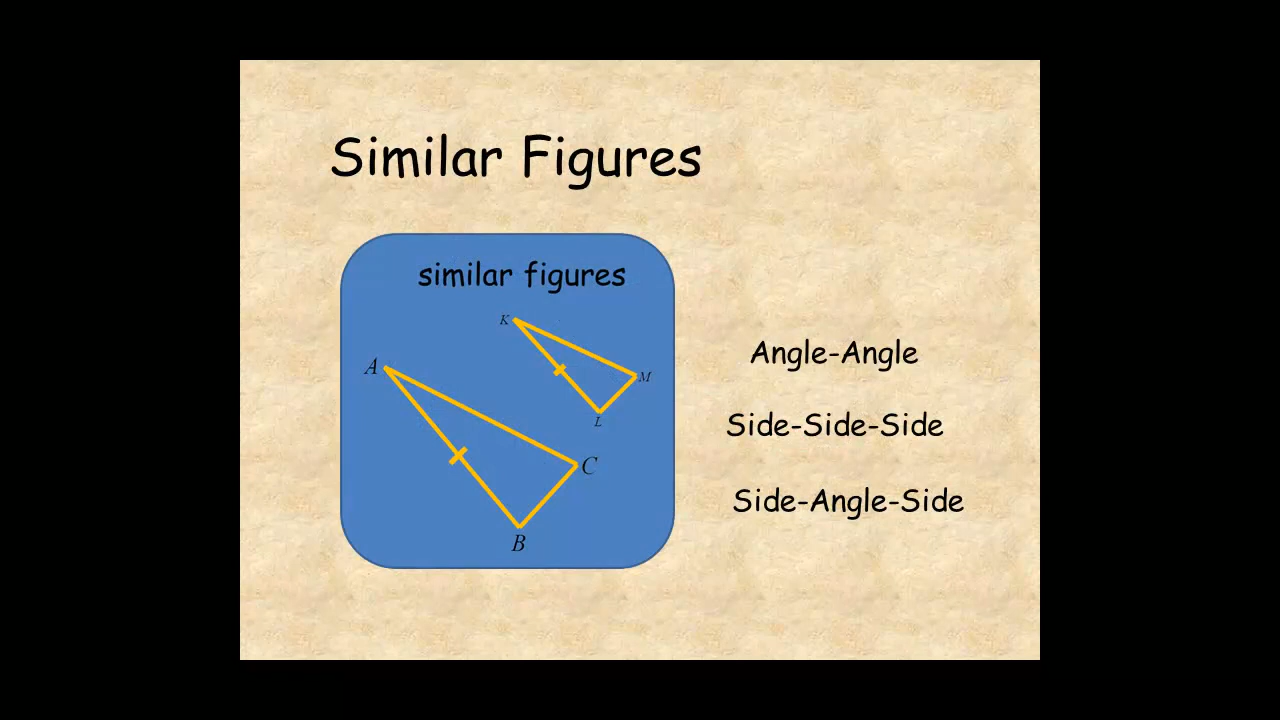 Similar Figures
similar figures
K
A
M
L
C
B
Angle-Angle
Side-Side-Side
Side-Angle-Side